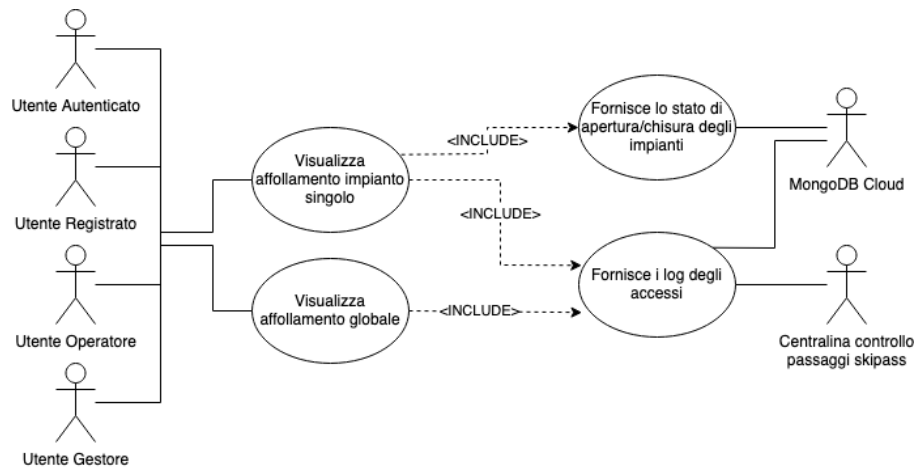 Utente Autenticato
Utente Registrato
Utente Operatore
Utente Gestore
Visualizza
affollamento impianto
singolo
Visualizza
affollamento globale
<INCLUDE>
<INCLUDE>
<INCLUDE>
Fornisce lo stato di
apertura/chisura degli
impianti
Fornisce i log degli
accessi
MongoDB Cloud
Centralina controllo
passaggi skipass